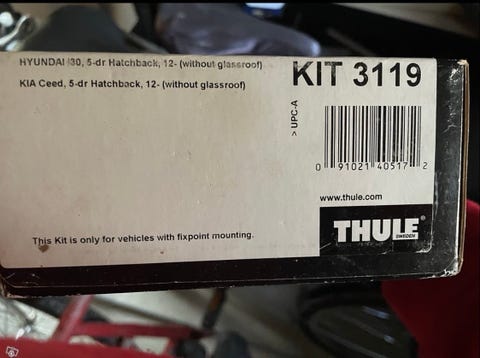 HYUNDAI i30, 5-dr Hatchback, 12- (without glassroof)
KIA Ceed, 5-dr Hatchback, 12- (without glassroof)
KIT 3119
> UPC-A
0 91021 40517 2
www.thule.com
THULE
SWEDEN
This Kit is only for vehicles with fixpoint mounting.